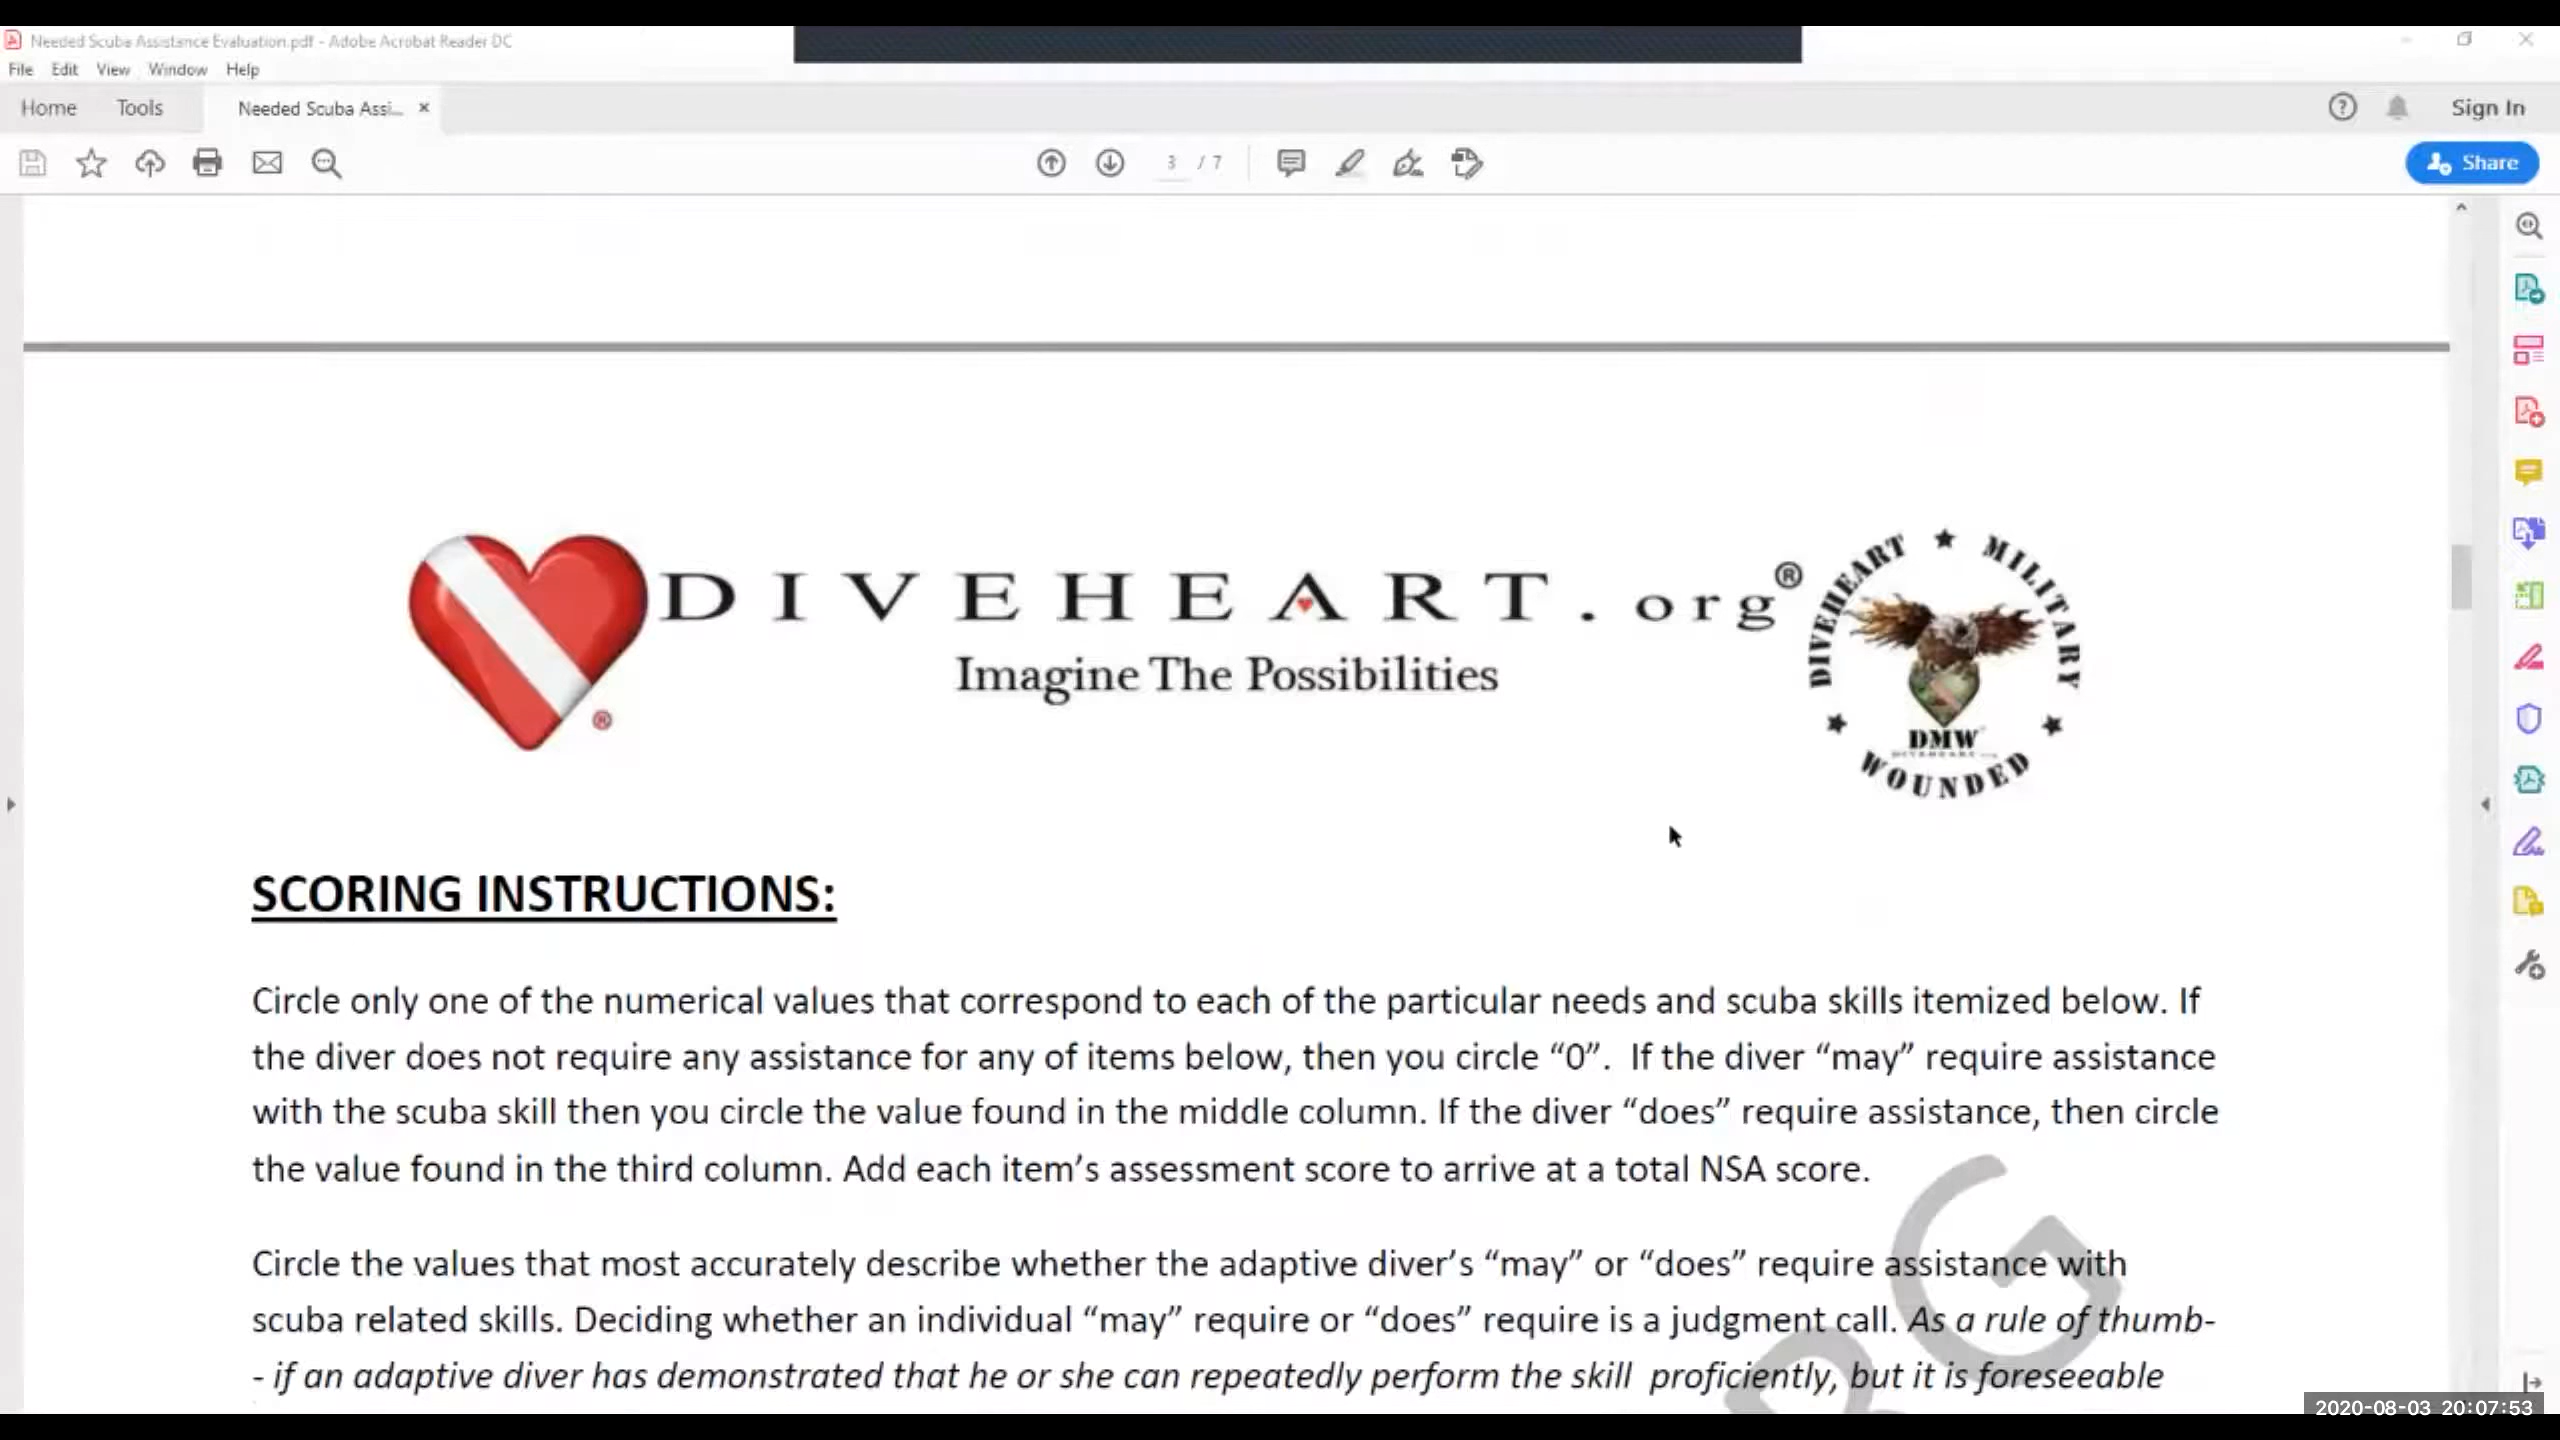 Needed Scuba Assistance Evaluation.pdf - Adobe Acrobat Reader DC
File Edit View Window Help
Home Tools Needed Scuba Assi... × Sign In
3 / 7 Share
DIVEHEART.org®
Imagine The Possibilities
®
DIVEHEART ★ MILITARY ★ WOUNDED ★
DMW
SCORING INSTRUCTIONS:
Circle only one of the numerical values that correspond to each of the particular needs and scuba skills itemized below. If
the diver does not require any assistance for any of items below, then you circle “0”.  If the diver “may” require assistance
with the scuba skill then you circle the value found in the middle column. If the diver “does” require assistance, then circle
the value found in the third column. Add each item’s assessment score to arrive at a total NSA score.
Circle the values that most accurately describe whether the adaptive diver’s “may” or “does” require assistance with
scuba related skills. Deciding whether an individual “may” require or “does” require is a judgment call. As a rule of thumb-
- if an adaptive diver has demonstrated that he or she can repeatedly perform the skill  proficiently, but it is foreseeable
RG
2020-08-03 20:07:53